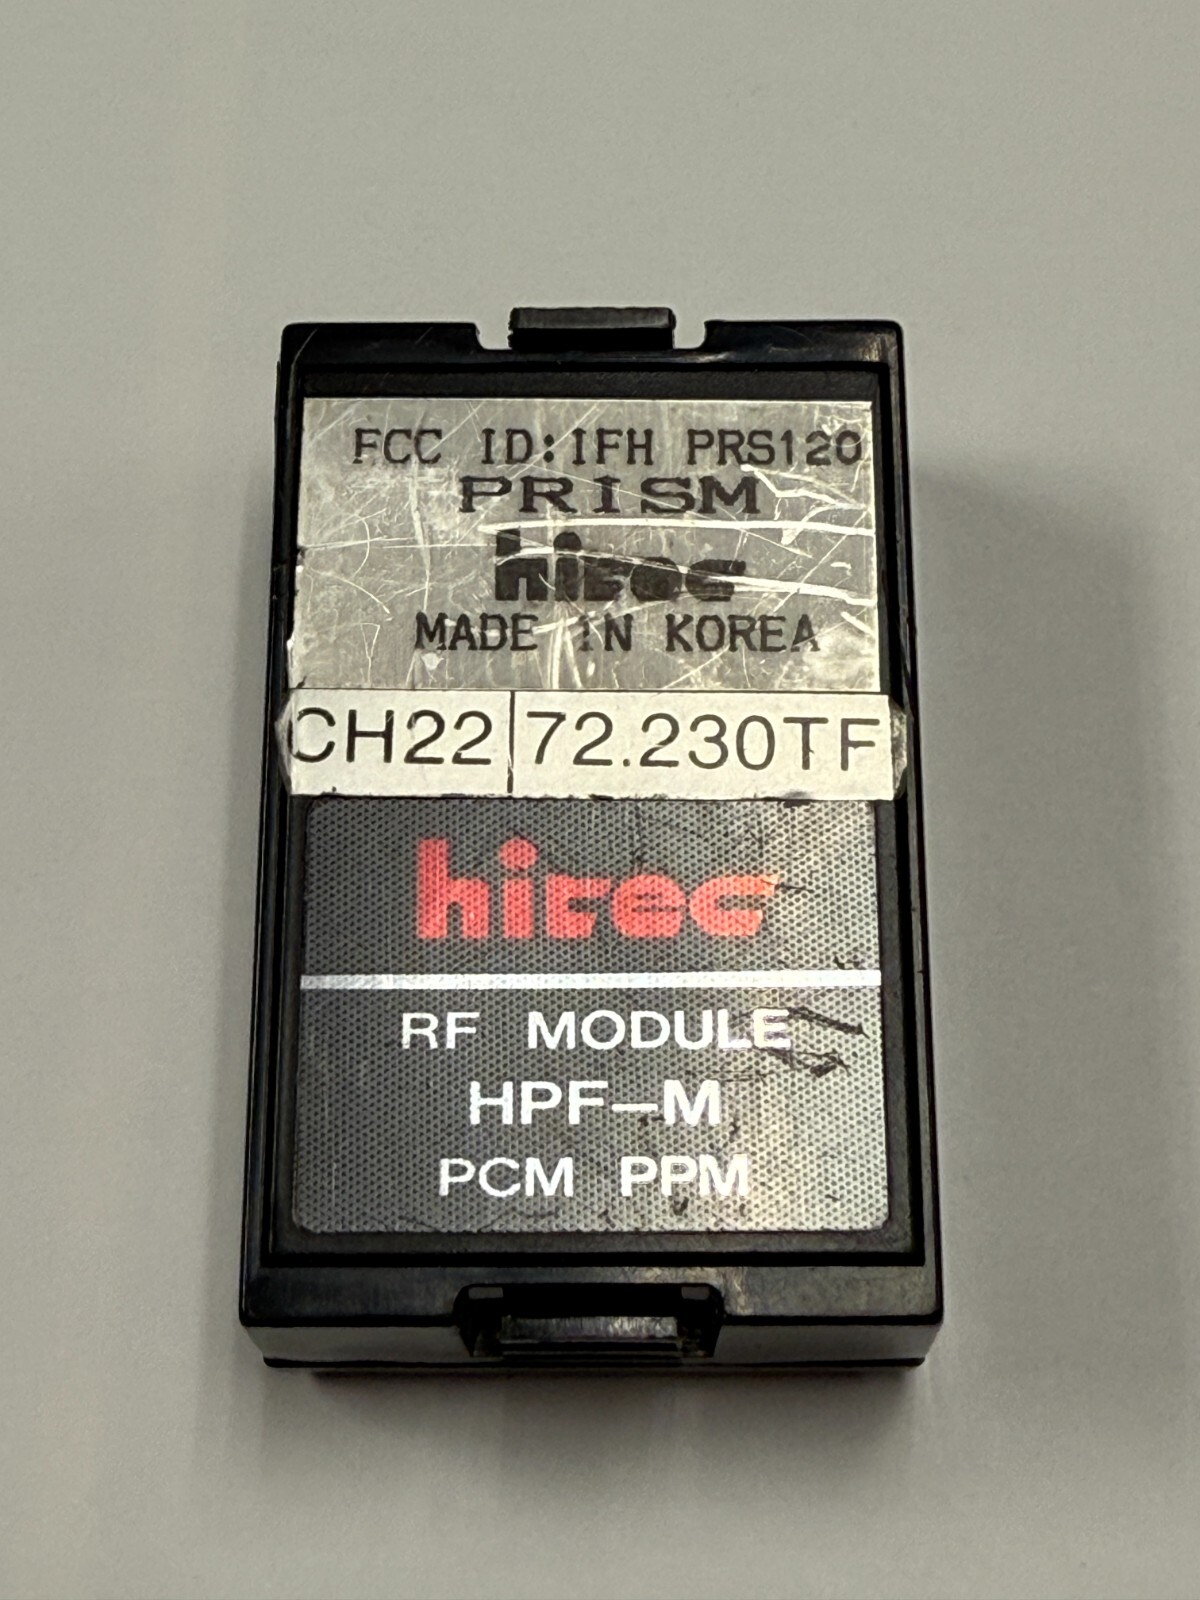 FCC ID:IFH PRS120
PRISM
hitec
MADE IN KOREA
CH22 72.230TF
hitec
RF MODULE
HPF-M
PCM PPM